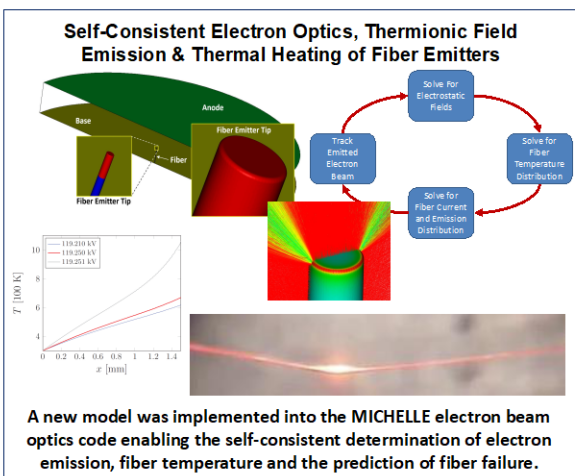 Self-Consistent Electron Optics, Thermionic Field
Emission & Thermal Heating of Fiber Emitters
Anode
Base
Fiber Emitter Tip
Fiber
Fiber Emitter Tip
Solve For
Electrostatic
Fields
Track
Emitted
Electron
Beam
Solve for
Fiber
Temperature
Distribution
Solve for
Fiber Current
and Emission
Distribution
119.210 kV
119.250 kV
119.251 kV
T [100 K]
10
8
6
4
0 0.2 0.4 0.6 0.8 1 1.2 1.4
x [mm]
A new model was implemented into the MICHELLE electron beam
optics code enabling the self-consistent determination of electron
emission, fiber temperature and the prediction of fiber failure.